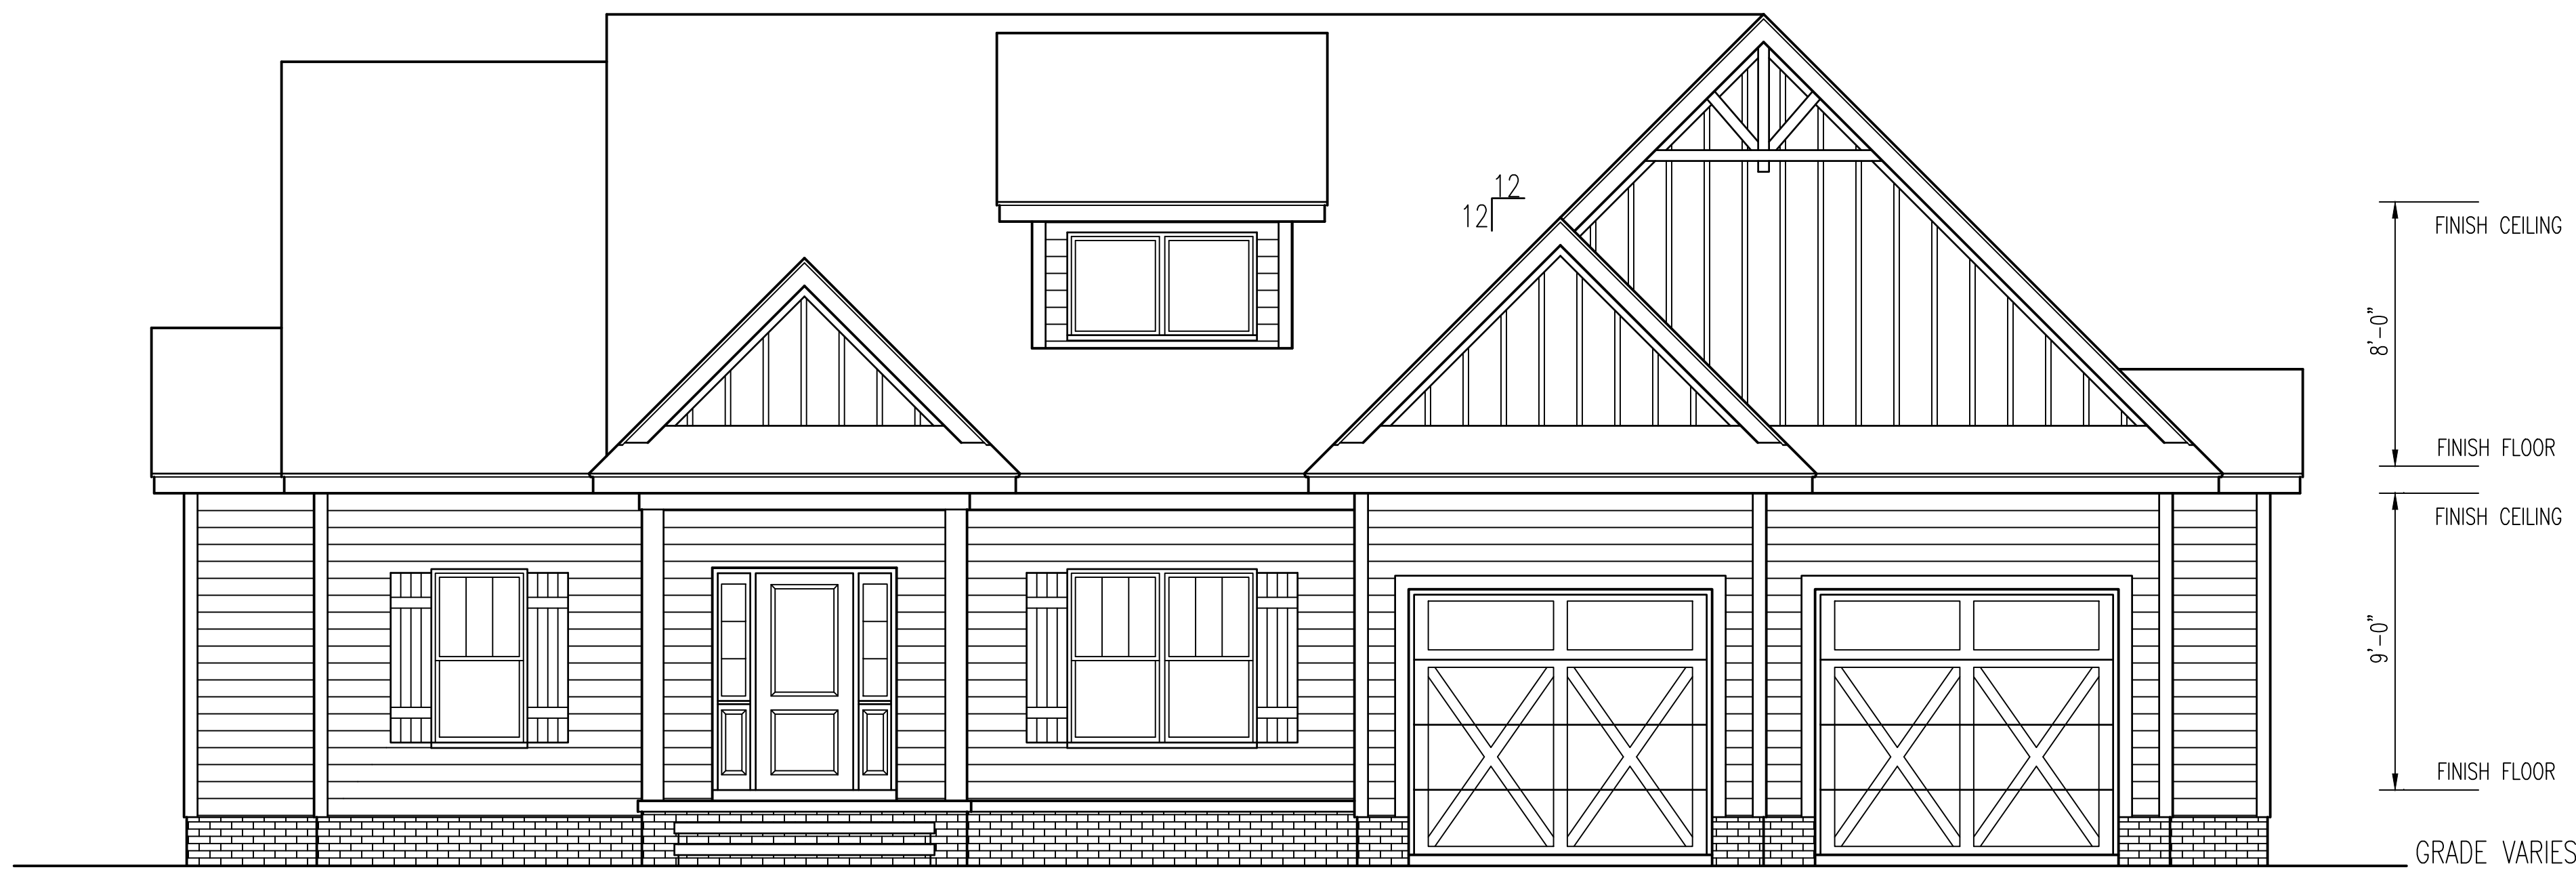 12
12
FINISH CEILING
8'-0"
FINISH FLOOR
FINISH CEILING
9'-0"
FINISH FLOOR
GRADE VARIES